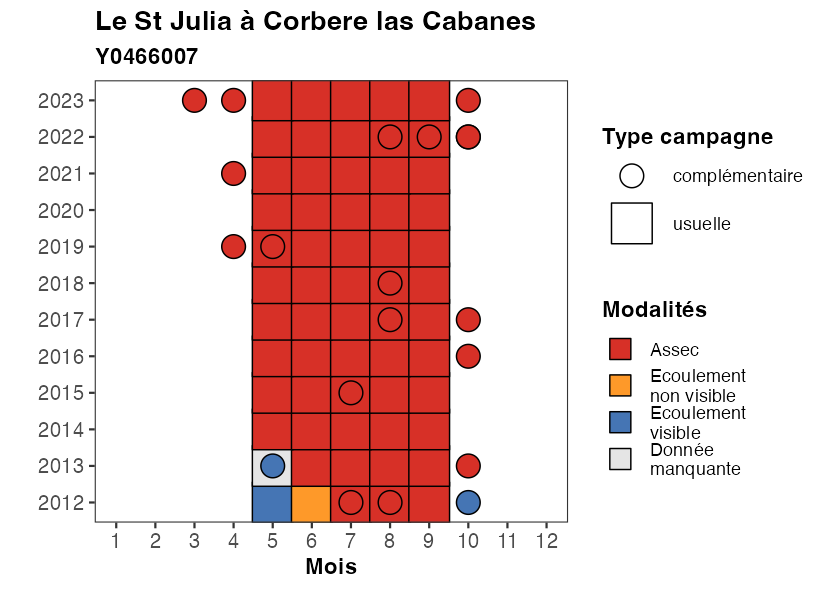 Le St Julia à Corbere las Cabanes
Y0466007
2023
2022
2021
2020
2019
2018
2017
2016
2015
2014
2013
2012
1 2 3 4 5 6 7 8 9 10 11 12
Mois
Type campagne
complémentaire
usuelle
Modalités
Assec
Ecoulement
non visible
Ecoulement
visible
Donnée
manquante